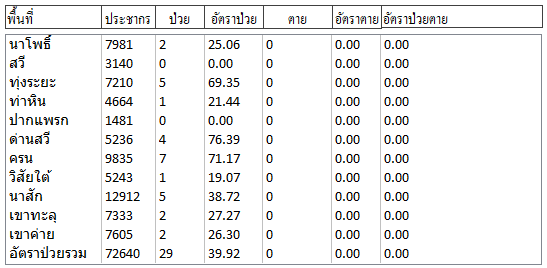 พื้นที่ ประชากร ป่วย อัตราป่วย ตาย อัตราตาย อัตราป่วยตาย
นาโพธิ์ 7981 2 25.06 0 0.00 0.00
สวี 3140 0 0.00 0 0.00 0.00
ทุ่งระยะ 7210 5 69.35 0 0.00 0.00
ท่าหิน 4664 1 21.44 0 0.00 0.00
ปากแพรก 1481 0 0.00 0 0.00 0.00
ด่านสวี 5236 4 76.39 0 0.00 0.00
ครน 9835 7 71.17 0 0.00 0.00
วิสัยใต้ 5243 1 19.07 0 0.00 0.00
นาสัก 12912 5 38.72 0 0.00 0.00
เขาทะลุ 7333 2 27.27 0 0.00 0.00
เขาค่าย 7605 2 26.30 0 0.00 0.00
อัตราป่วยรวม 72640 29 39.92 0 0.00 0.00